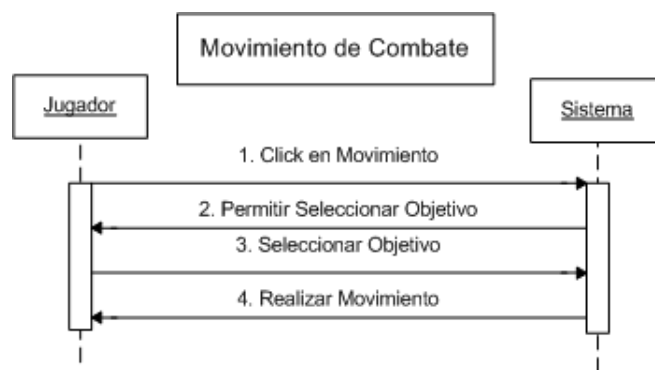 Movimiento de Combate
Jugador
Sistema
1. Click en Movimiento
2. Permitir Seleccionar Objetivo
3. Seleccionar Objetivo
4. Realizar Movimiento